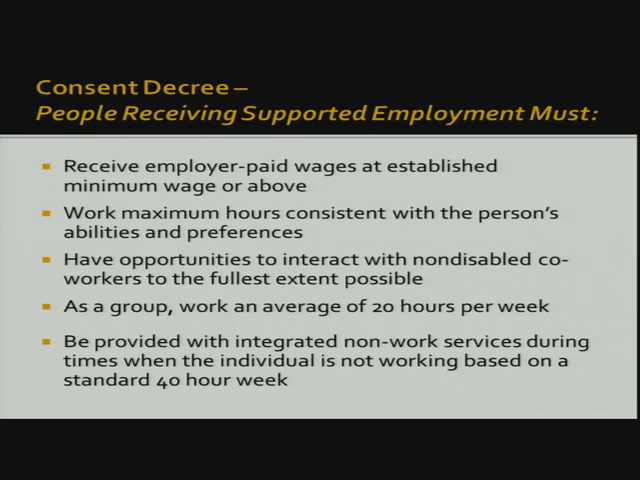 Consent Decree –
People Receiving Supported Employment Must:
Receive employer-paid wages at established
minimum wage or above
Work maximum hours consistent with the person's
abilities and preferences
Have opportunities to interact with nondisabled co-
workers to the fullest extent possible
As a group, work an average of 20 hours per week
Be provided with integrated non-work services during
times when the individual is not working based on a
standard 40 hour week